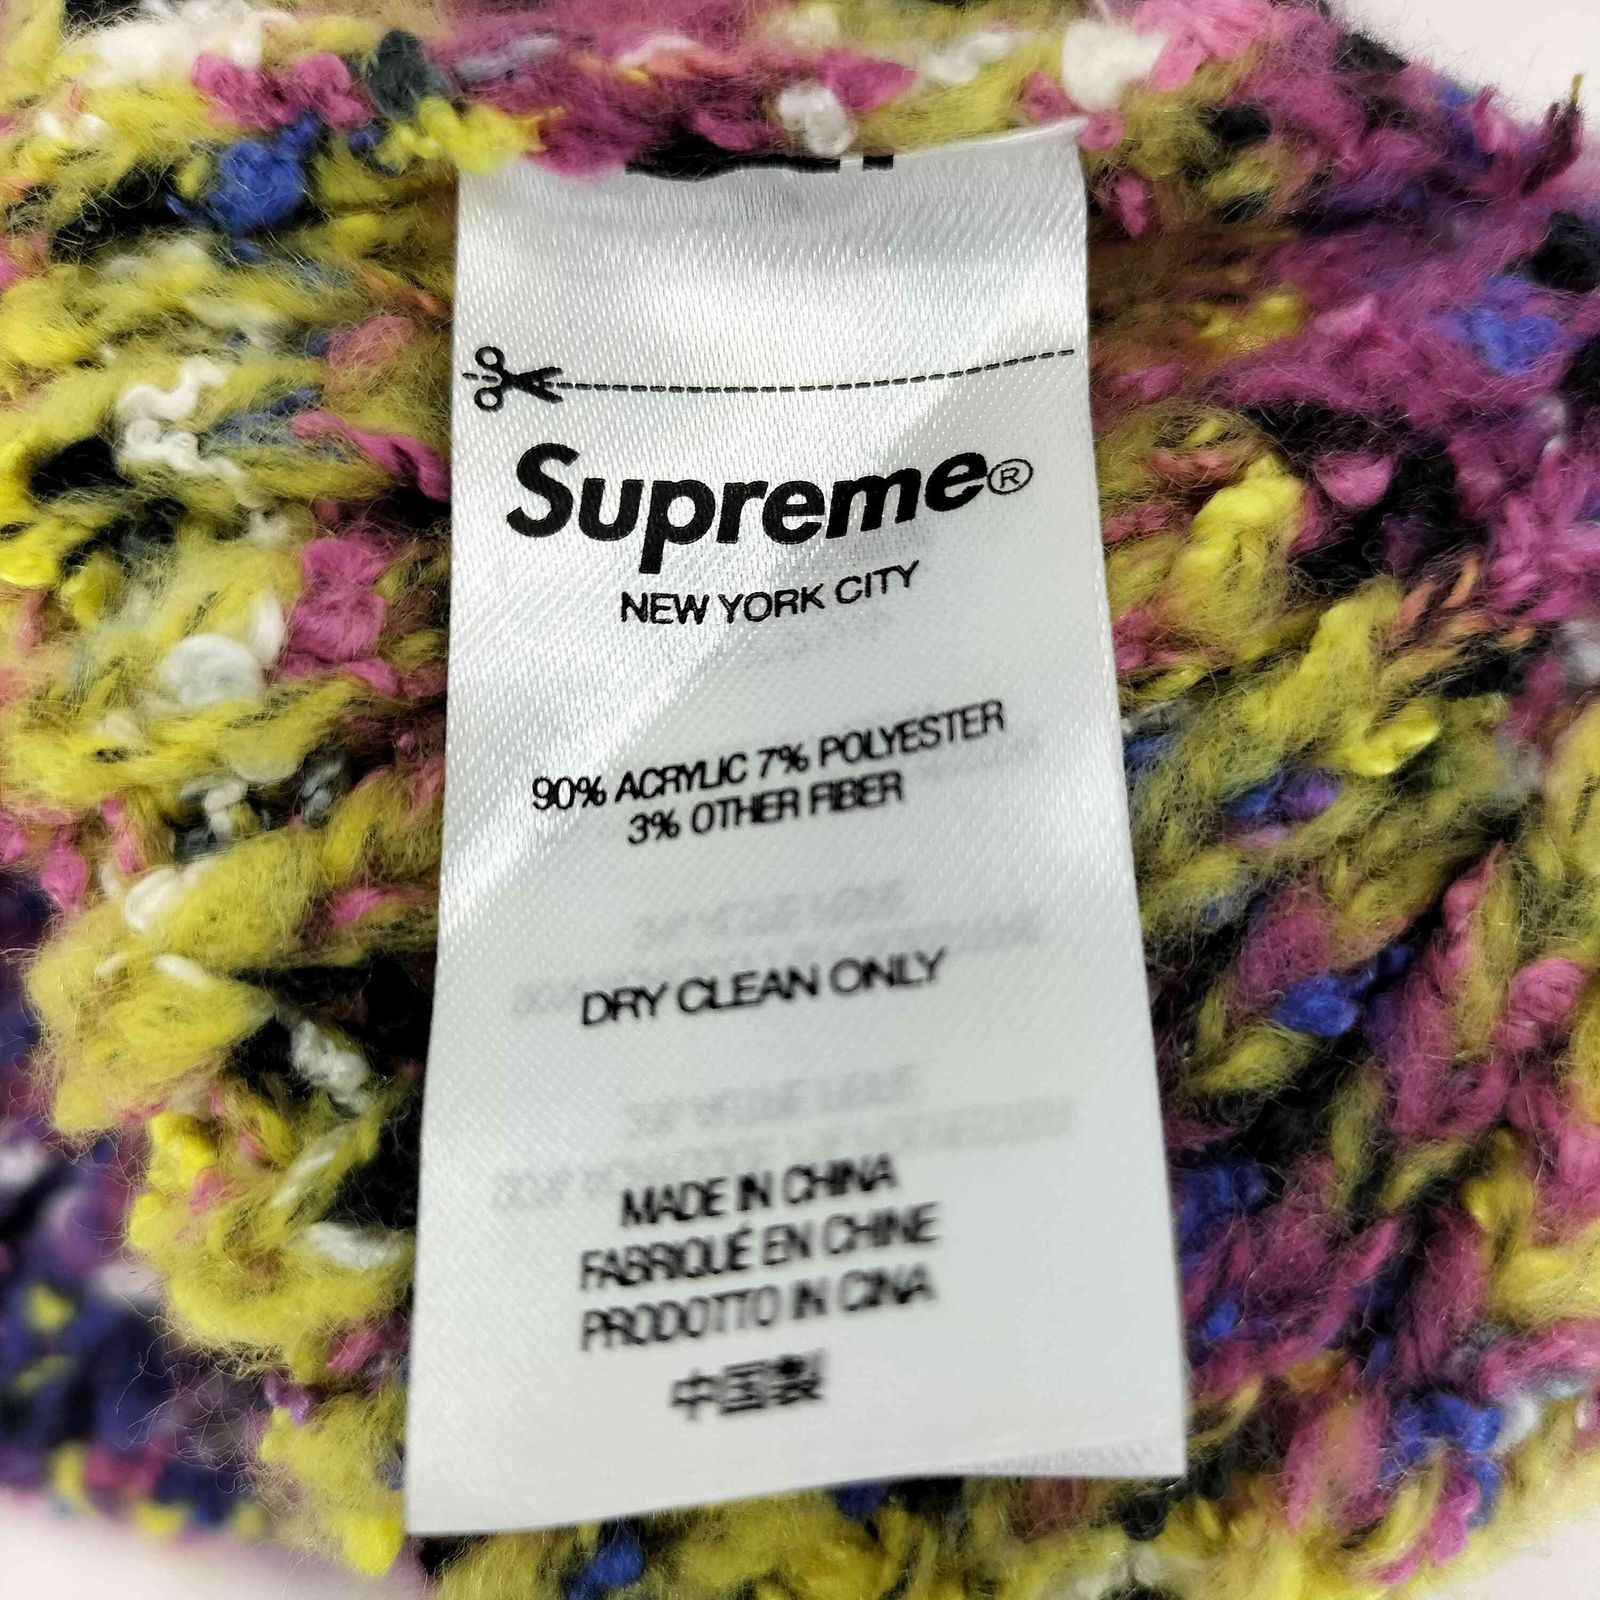 Supreme®
NEW YORK CITY
90% ACRYLIC 7% POLYESTER
3% OTHER FIBER
DRY CLEAN ONLY
MADE IN CHINA
FABRIQUÉ EN CHINE
PRODOTTO IN CINA
中国製